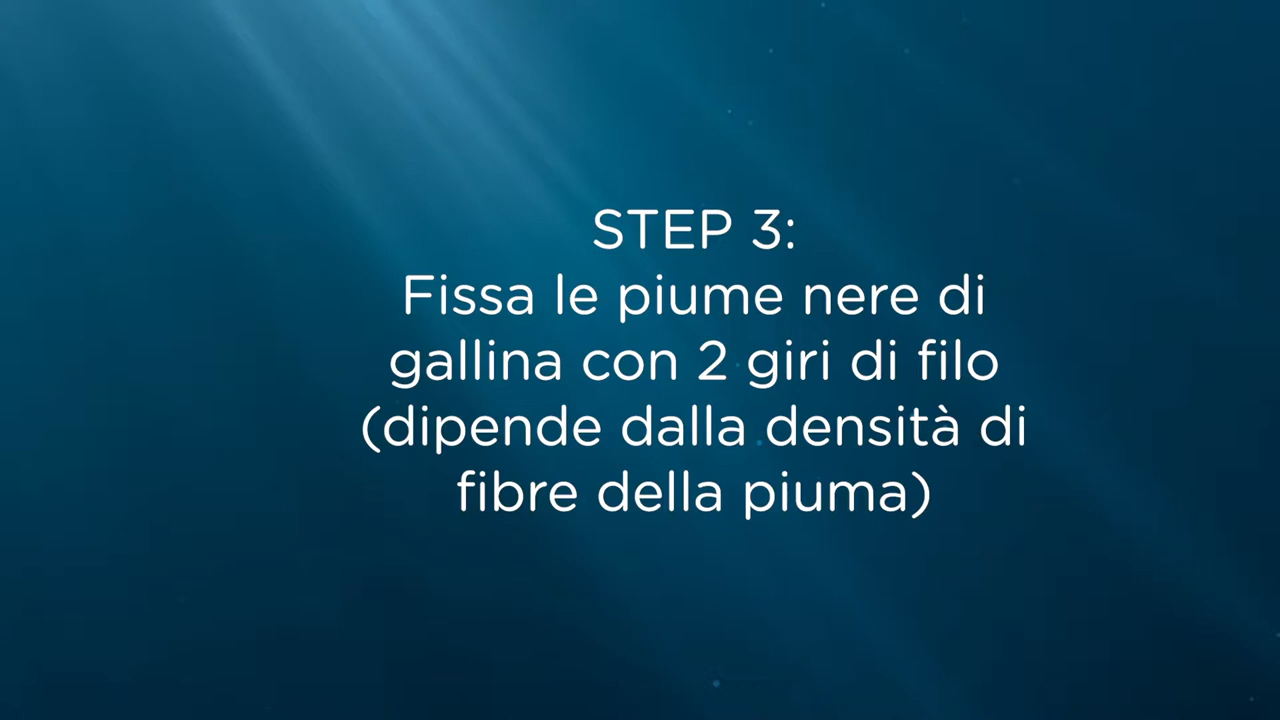 STEP 3:
Fissa le piume nere di
gallina con 2 giri di filo
(dipende dalla densità di
fibre della piuma)